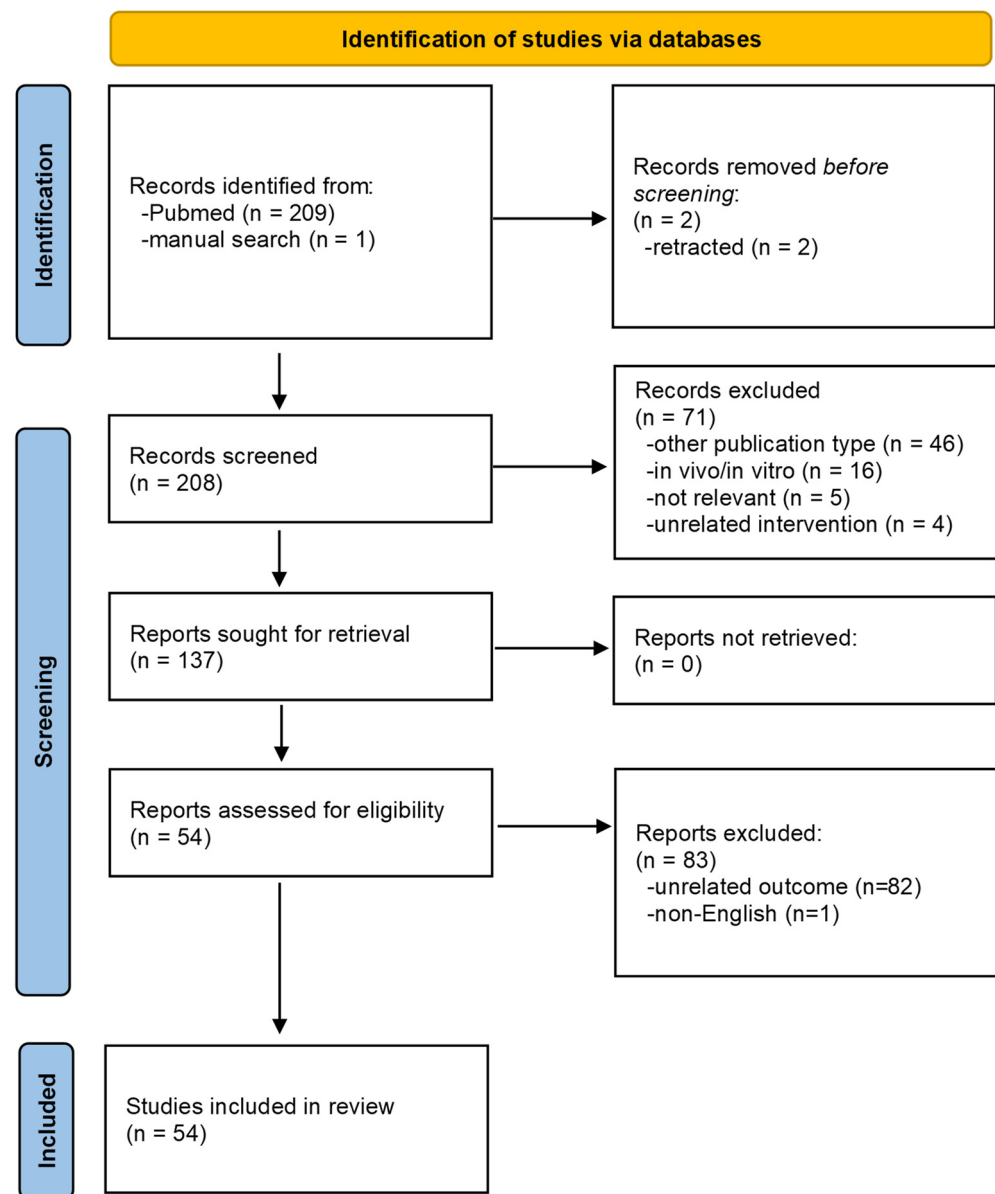 Identification of studies via databases
Identification
Records identified from:
-Pubmed (n = 209)
-manual search (n = 1)
Records removed before
screening:
(n = 2)
-retracted (n = 2)
Screening
Records screened
(n = 208)
Records excluded
(n = 71)
-other publication type (n = 46)
-in vivo/in vitro (n = 16)
-not relevant (n = 5)
-unrelated intervention (n = 4)
Reports sought for retrieval
(n = 137)
Reports not retrieved:
(n = 0)
Reports assessed for eligibility
(n = 54)
Reports excluded:
(n = 83)
-unrelated outcome (n=82)
-non-English (n=1)
Included
Studies included in review
(n = 54)